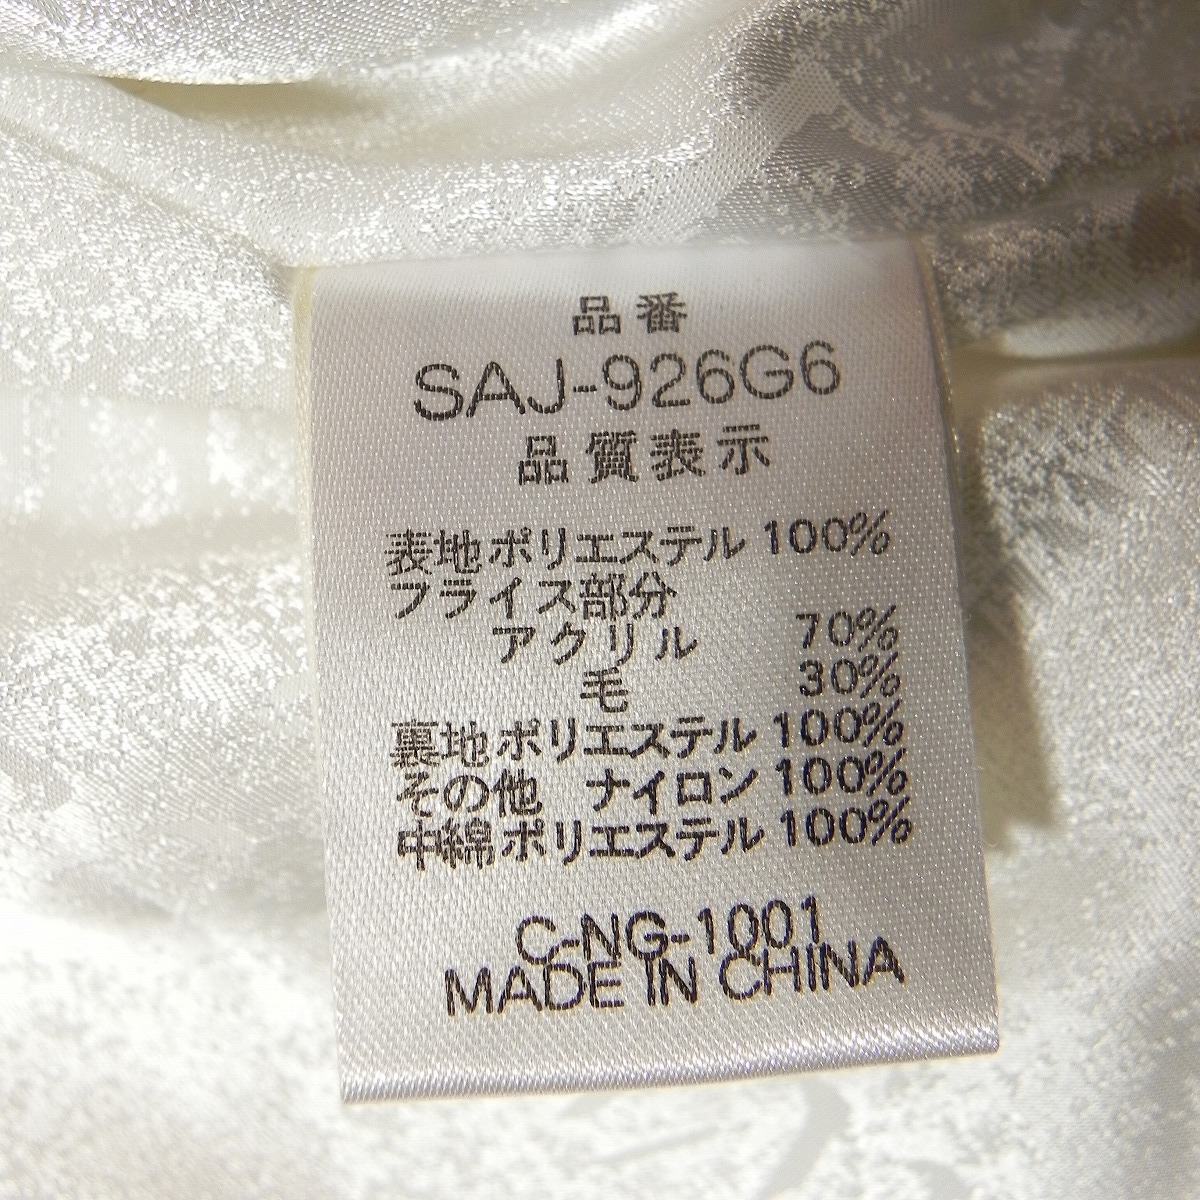 品番
SAJ-926G6
品質表示
表地ポリエステル 100%
フライス部分
アクリル 70%
毛 30%
裏地ポリエステル 100%
その他 ナイロン 100%
中綿ポリエステル 100%
C-NG-1001
MADE IN CHINA